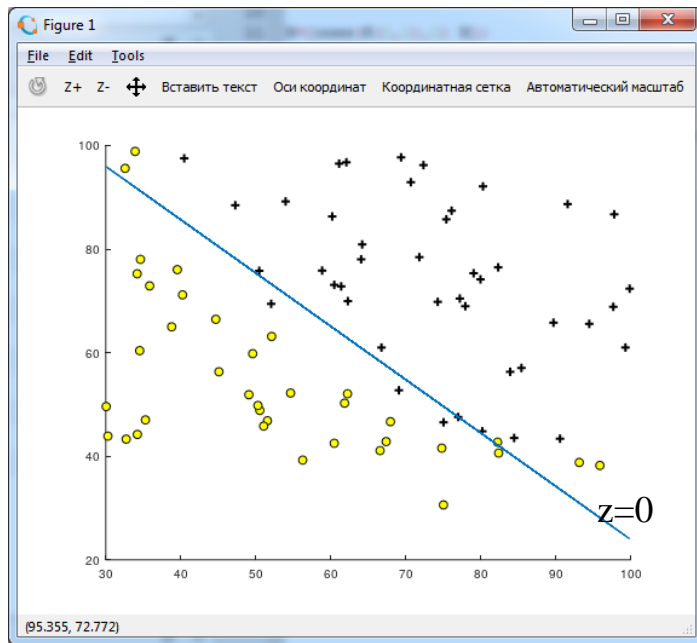 Figure 1
File Edit Tools
Z+ Z- Вставить текст Оси координат Координатная сетка Автоматический масштаб
100
80
60
40
20
z=0
30 40 50 60 70 80 90 100
(95.355, 72.772)